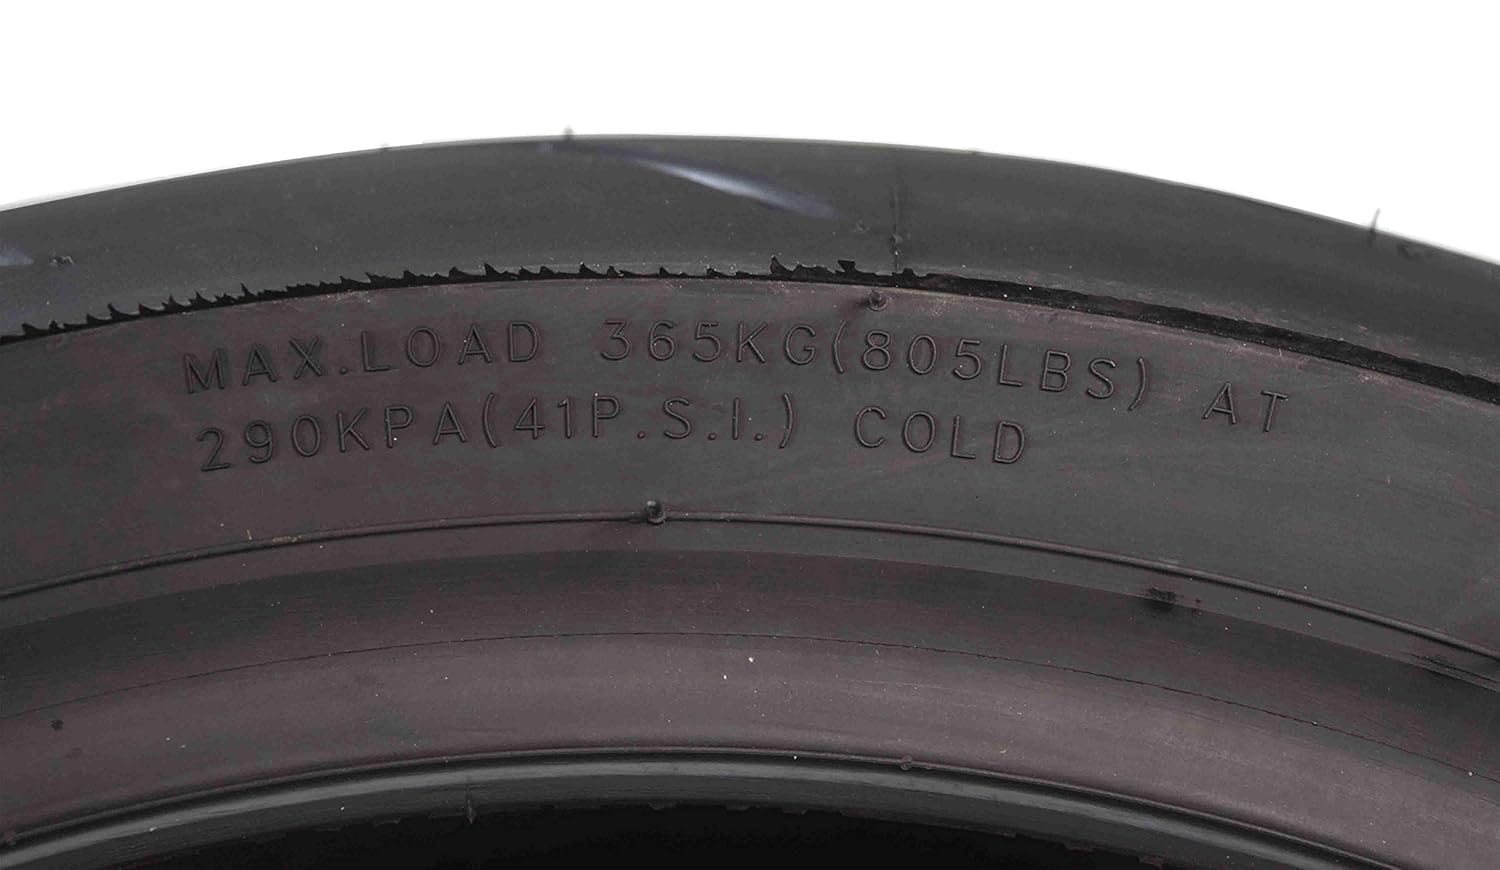 MAX.LOAD 365KG(805LBS) AT
290KPA(41P.S.I.) COLD